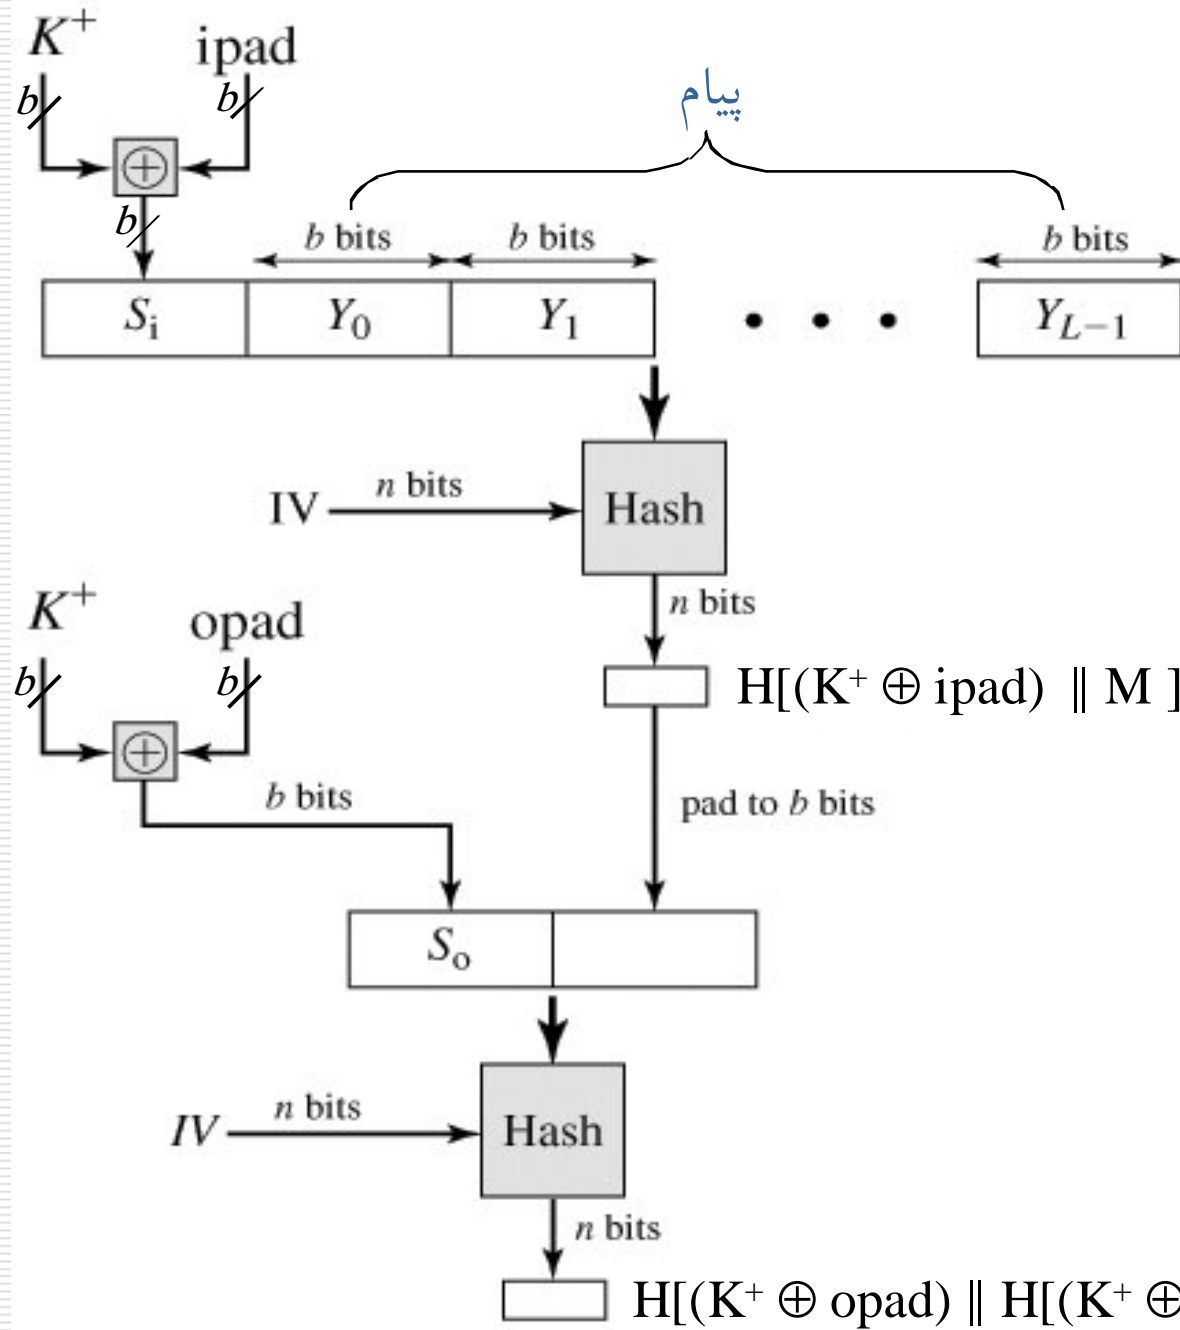 K⁺ ipad
b b
پیام
⊕
b
b bits b bits b bits
Sᵢ Y₀ Y₁ • • • Y_{L−1}
IV n bits Hash
n bits
K⁺ opad
b b
H[(K⁺ ⊕ ipad) ‖ M ]
⊕
b bits
pad to b bits
Sₒ
IV n bits Hash
n bits
H[(K⁺ ⊕ opad) ‖ H[(K⁺ ⊕